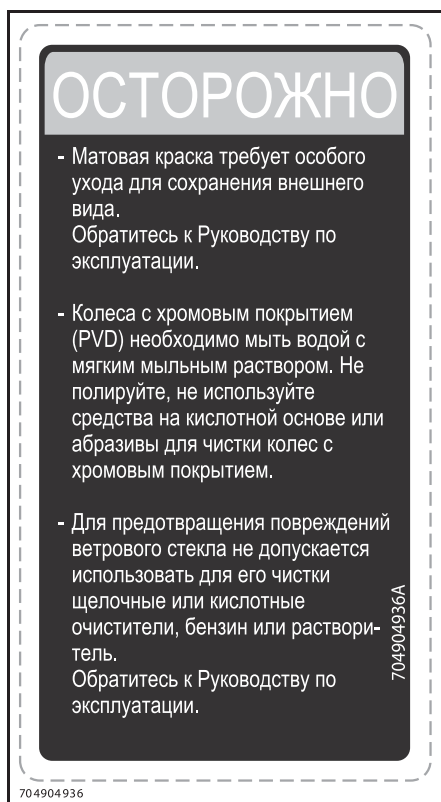 ОСТОРОЖНО
- Матовая краска требует особого
ухода для сохранения внешнего
вида.
Обратитесь к Руководству по
эксплуатации.
- Колеса с хромовым покрытием
(PVD) необходимо мыть водой с
мягким мыльным раствором. Не
полируйте, не используйте
средства на кислотной основе или
абразивы для чистки колес с
хромовым покрытием.
- Для предотвращения повреждений
ветрового стекла не допускается
использовать для его чистки
щелочные или кислотные
очистители, бензин или раствори-
тель.
Обратитесь к Руководству по
эксплуатации.
704904936A
704904936